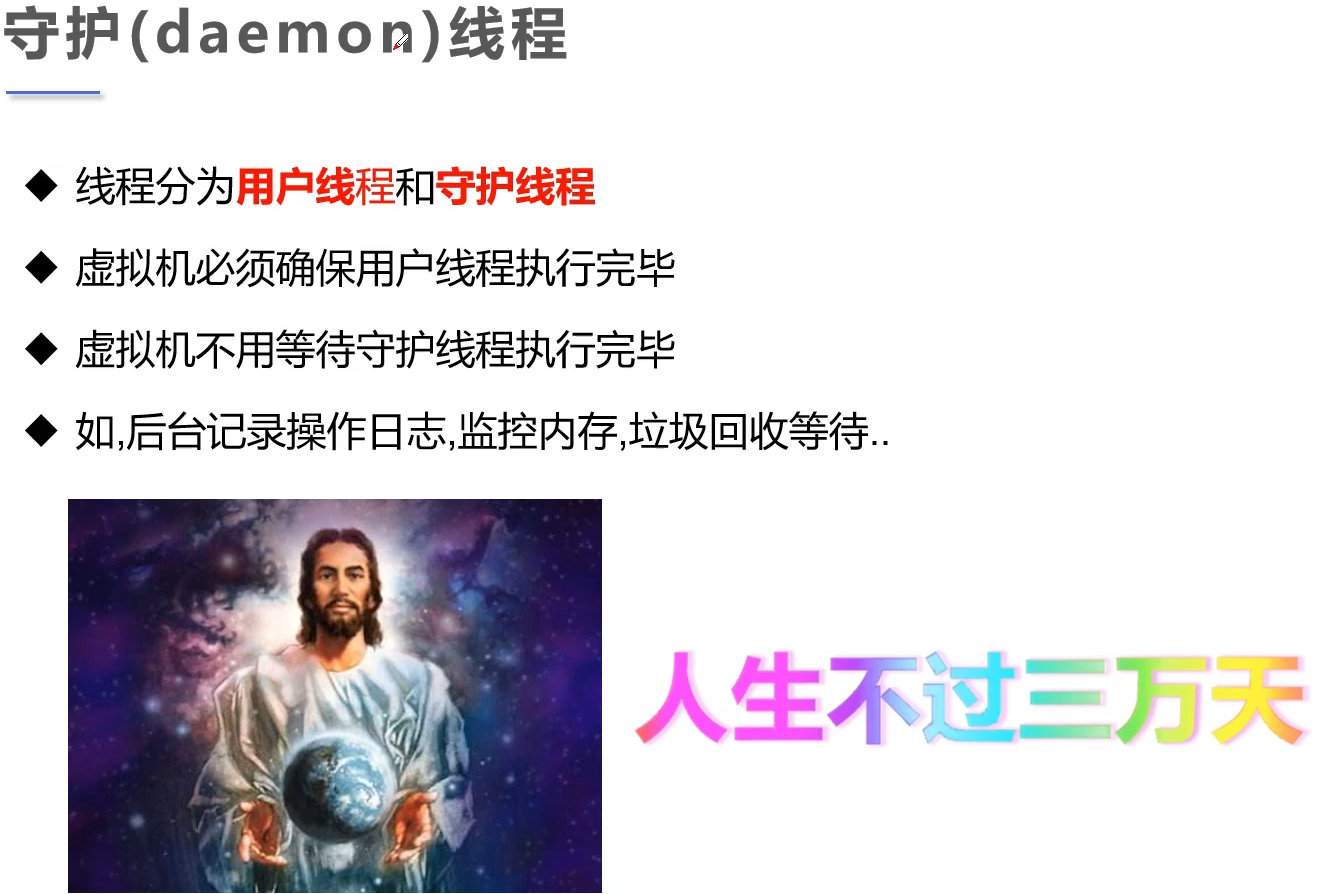 守护(daemon)线程
线程分为用户线程和守护线程
虚拟机必须确保用户线程执行完毕
虚拟机不用等待守护线程执行完毕
如,后台记录操作日志,监控内存,垃圾回收等待..
人生不过三万天